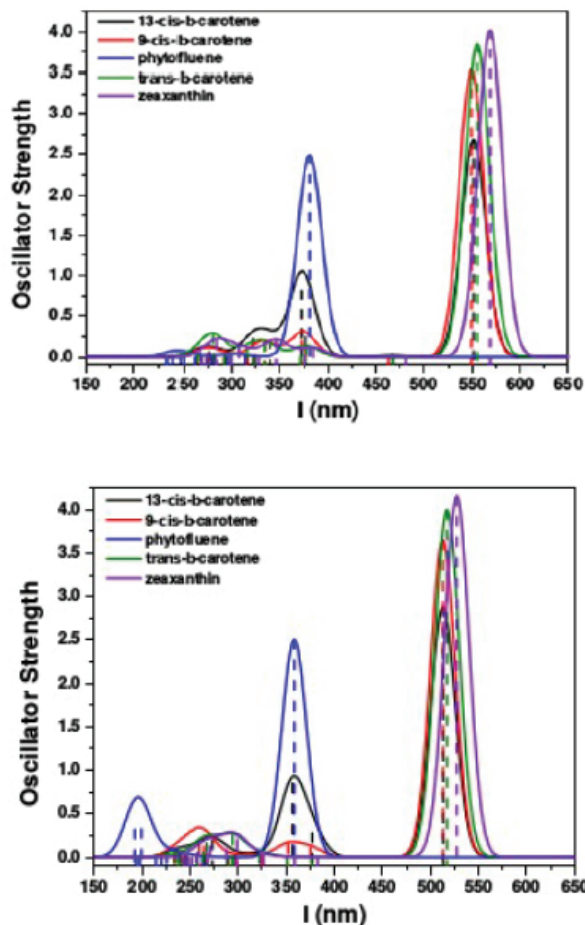 13-cis-b-carotene
9-cis-b-carotene
phytofluene
trans-b-carotene
zeaxanthin
Oscillator Strength
4.0
3.5
3.0
2.5
2.0
1.5
1.0
0.5
0.0
150 200 250 300 350 400 450 500 550 600 650
I (nm)
13-cis-b-carotene
9-cis-b-carotene
phytofluene
trans-b-carotene
zeaxanthin
Oscillator Strength
4.0
3.5
3.0
2.5
2.0
1.5
1.0
0.5
0.0
150 200 250 300 350 400 450 500 550 600 650
I (nm)